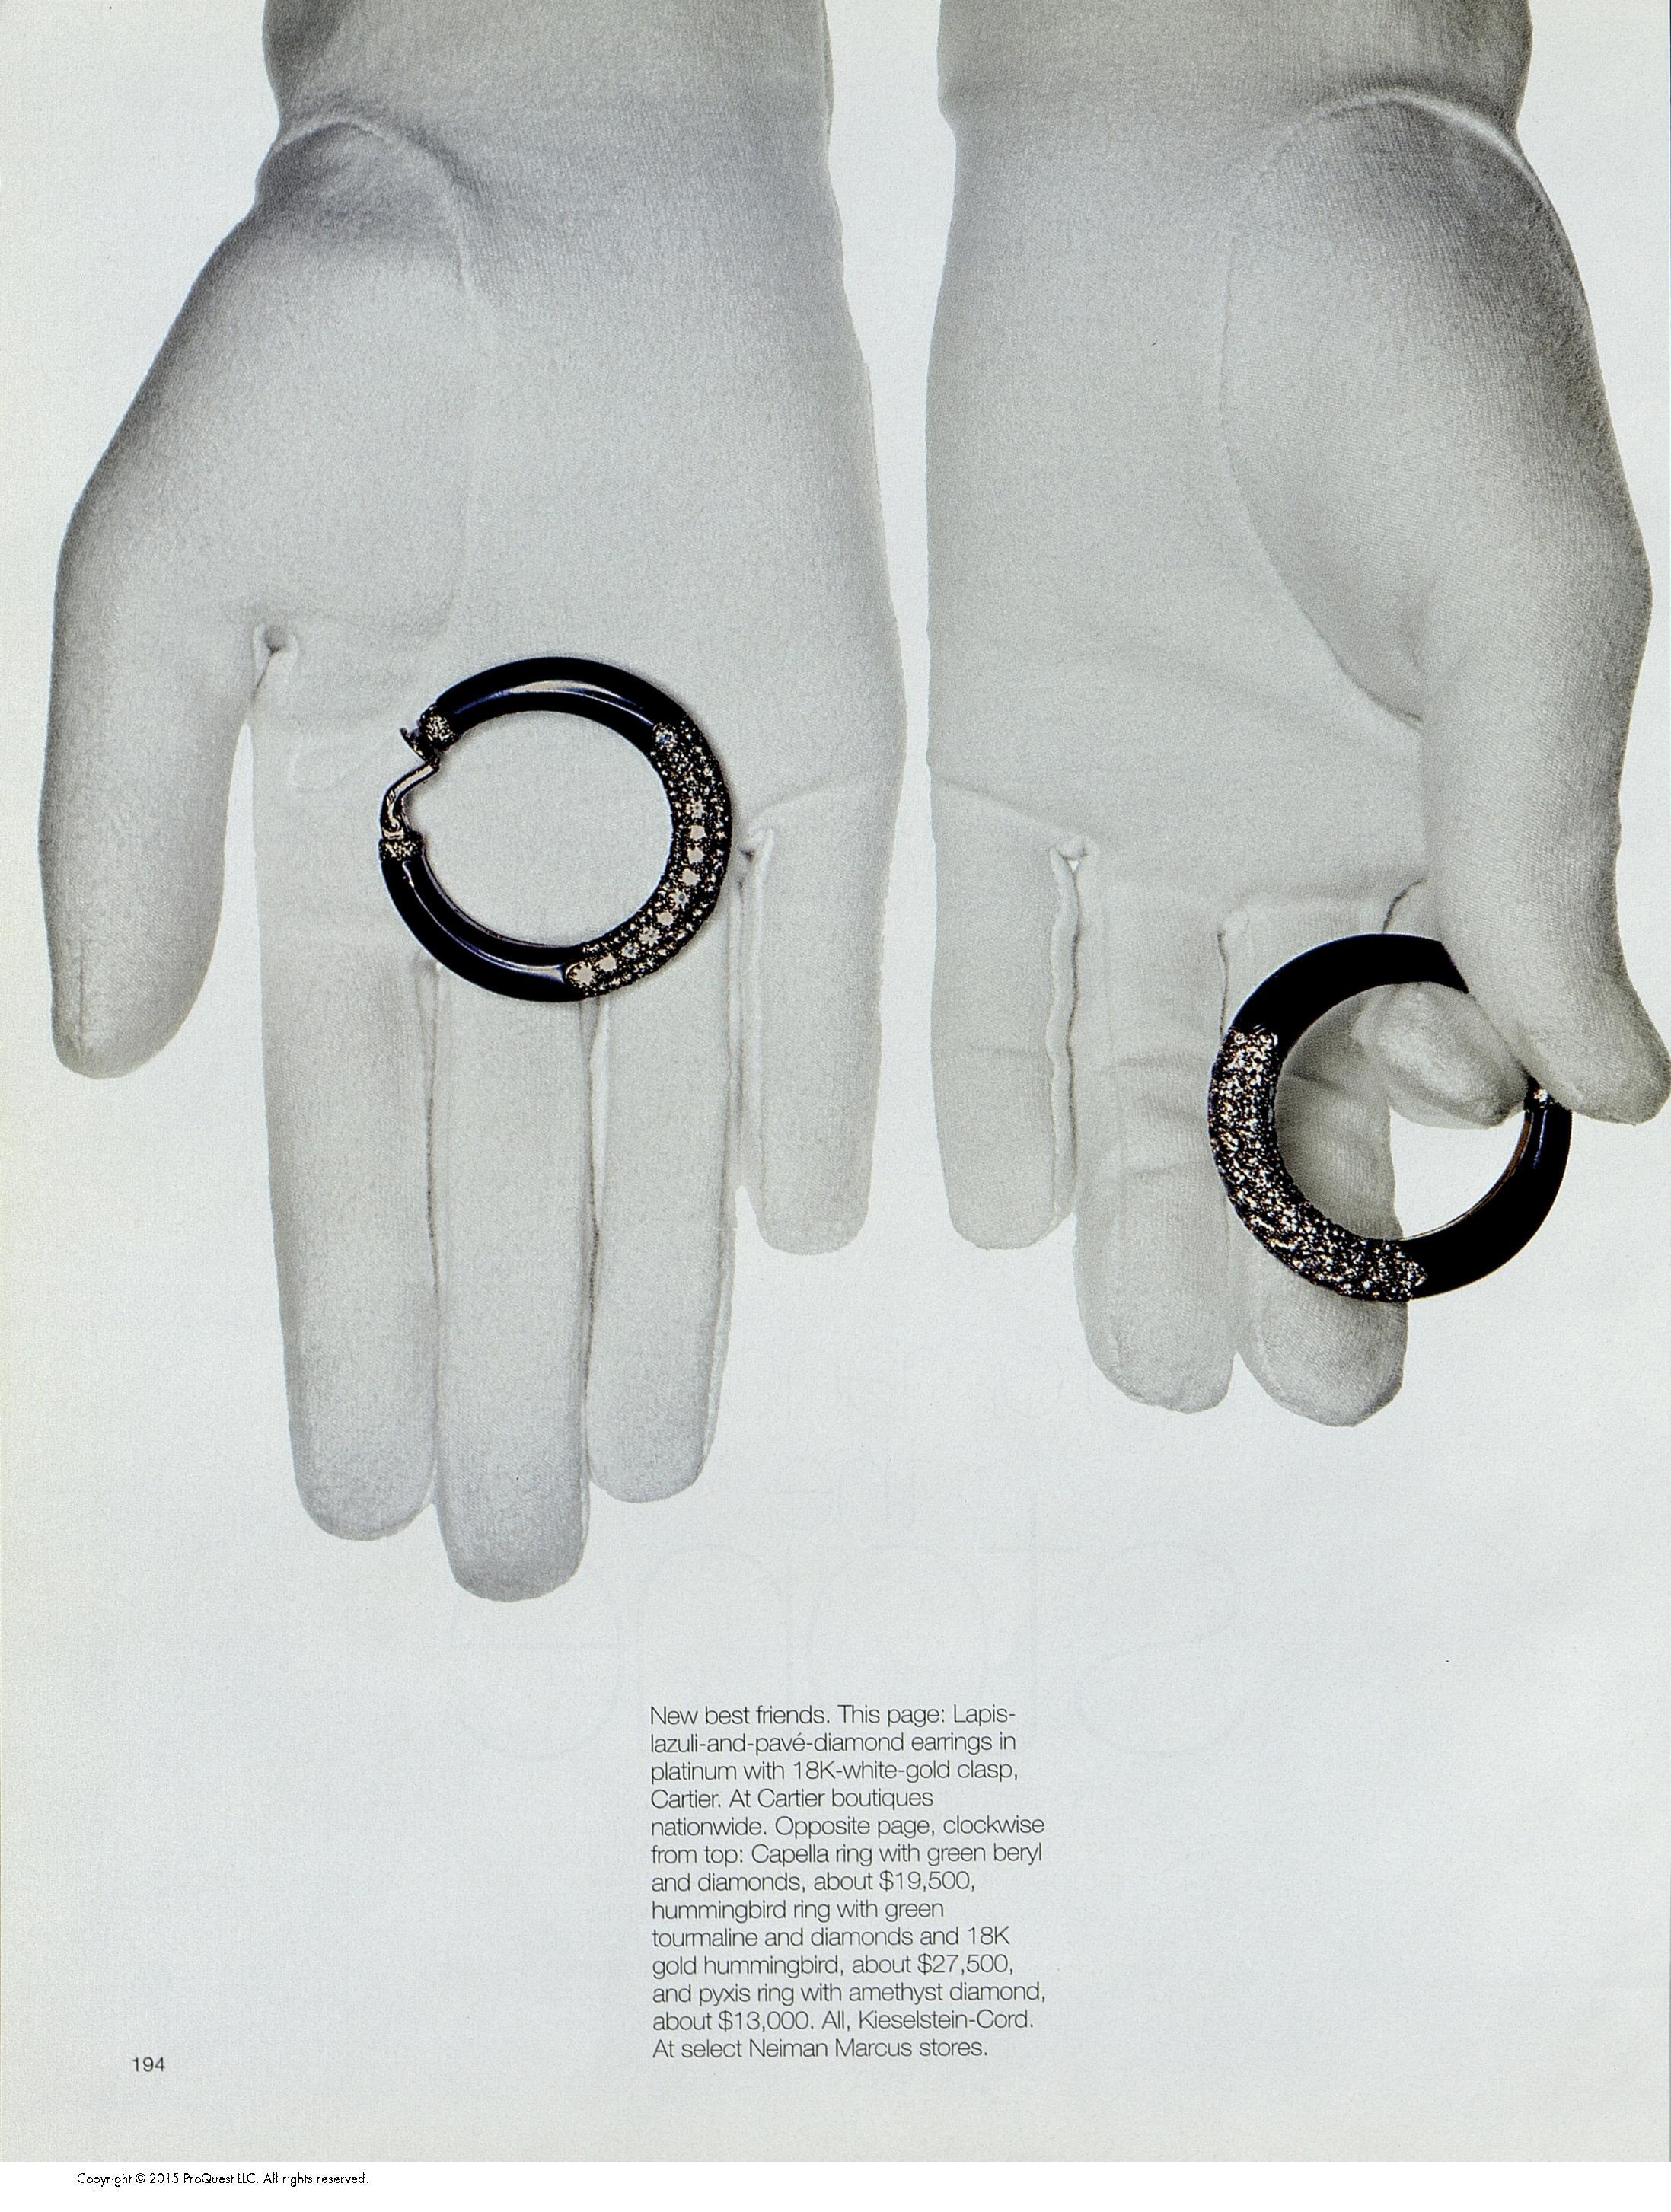 New best friends. This page: Lapis-
lazuli-and-pavé-diamond earrings in
platinum with 18K-white-gold clasp,
Cartier. At Cartier boutiques
nationwide. Opposite page, clockwise
from top: Capella ring with green beryl
and diamonds, about $19,500,
hummingbird ring with green
tourmaline and diamonds and 18K
gold hummingbird, about $27,500,
and pyxis ring with amethyst diamond,
about $13,000. All, Kieselstein-Cord.
At select Neiman Marcus stores.
194
Copyright © 2015 ProQuest LLC. All rights reserved.